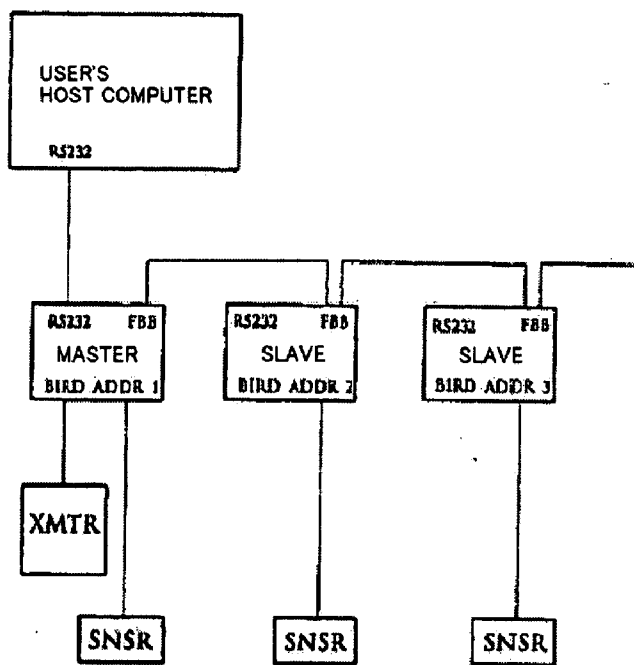 USER'S
HOST COMPUTER
RS232
RS232 FBB
MASTER
BIRD ADDR 1
RS232 FBB
SLAVE
BIRD ADDR 2
RS232 FBB
SLAVE
BIRD ADDR 3
XMTR
SNSR
SNSR
SNSR